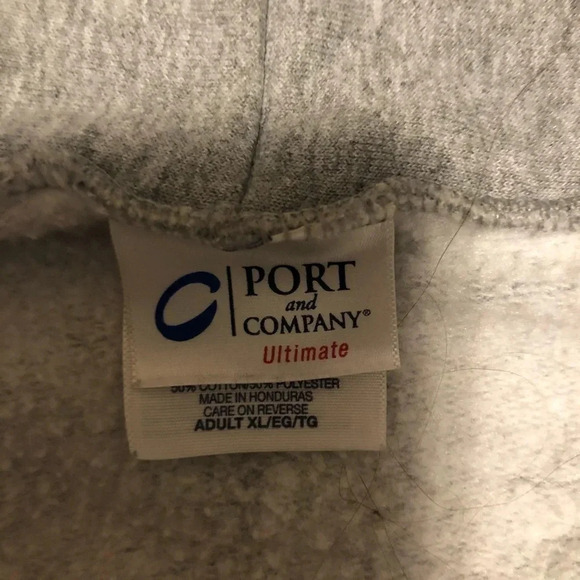 PORT
and
COMPANY®
Ultimate
50% COTTON/50% POLYESTER
MADE IN HONDURAS
CARE ON REVERSE
ADULT XL/EG/TG